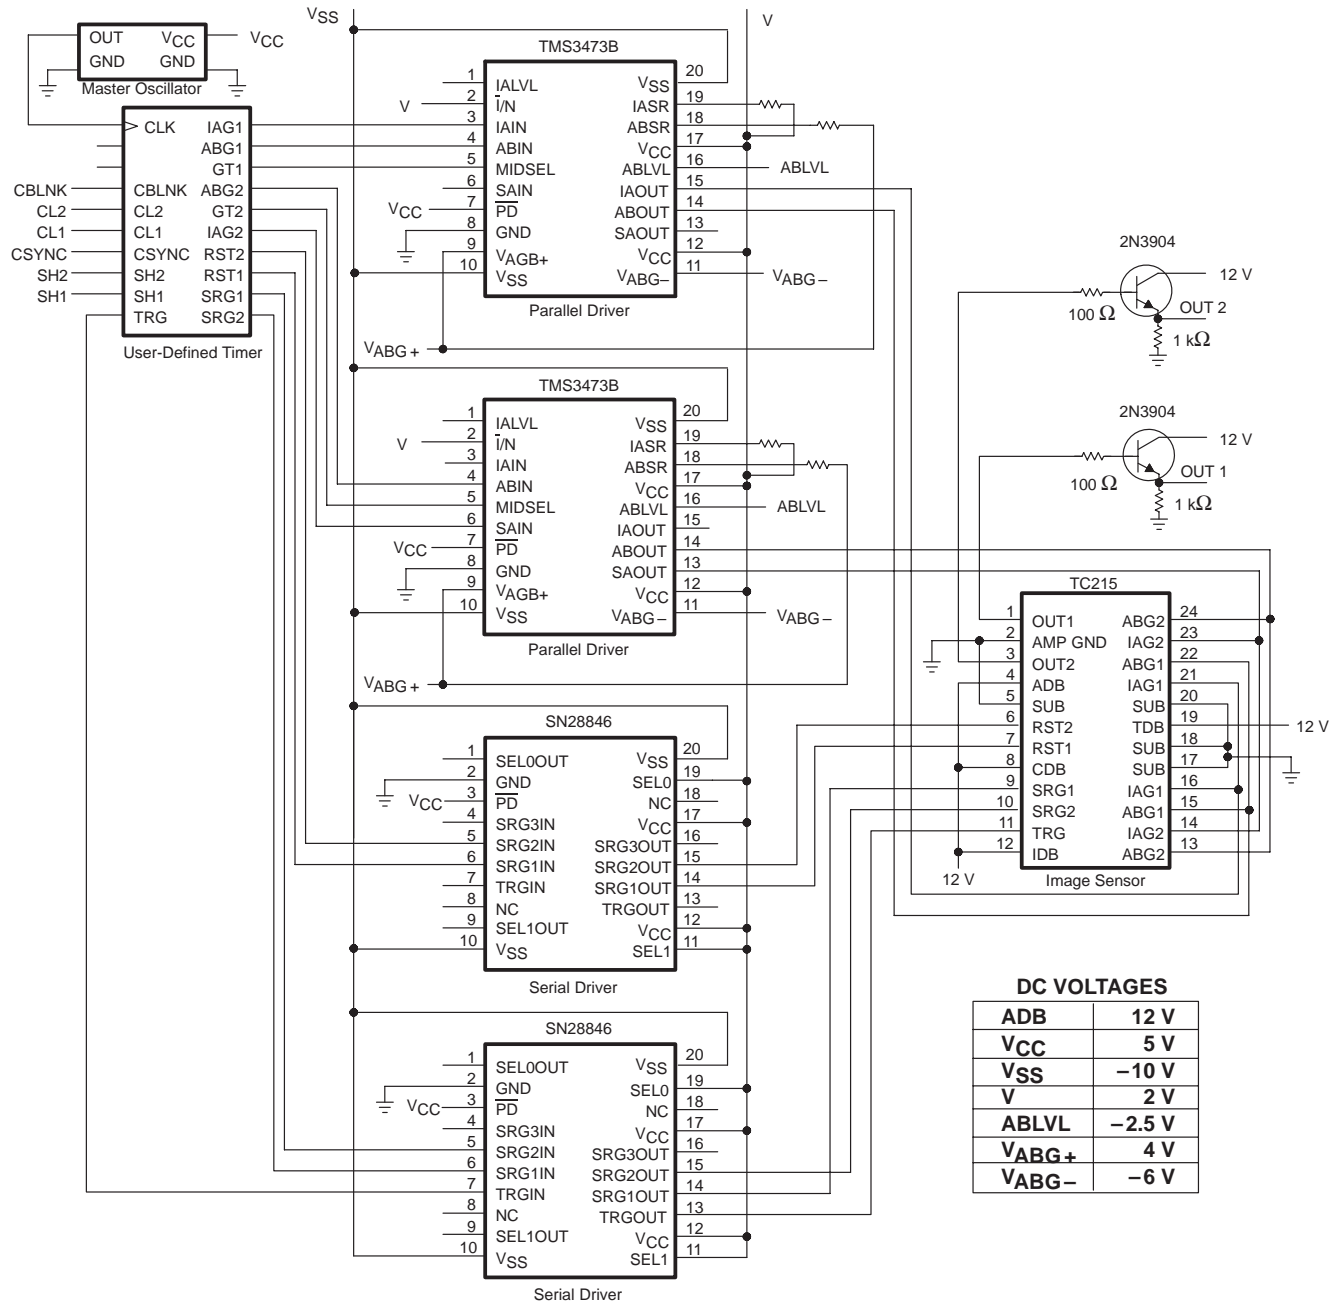 VSS
V
OUT VCC
GND GND
VCC
Master Oscillator
CLK IAG1
ABG1
GT1
CBLNK CBLNK ABG2
CL2 CL2 GT2
CL1 CL1 IAG2
CSYNC CSYNC RST2
SH2 SH2 RST1
SH1 SH1 SRG1
TRG SRG2
User-Defined Timer
TMS3473B
1 IALVL VSS 20
V 2 I/N IASR 19
3 IAIN ABSR 18
4 ABIN VCC 17
5 MIDSEL ABLVL 16 ABLVL
6 SAIN IAOUT 15
VCC 7 PD ABOUT 14
8 GND SAOUT 13
9 VAGB+ VCC 12
10 VSS VABG– 11 VABG–
Parallel Driver
VABG+
TMS3473B
1 IALVL VSS 20
V 2 I/N IASR 19
3 IAIN ABSR 18
4 ABIN VCC 17
5 MIDSEL ABLVL 16 ABLVL
6 SAIN IAOUT 15
VCC 7 PD ABOUT 14
8 GND SAOUT 13
9 VAGB+ VCC 12
10 VSS VABG– 11 VABG–
Parallel Driver
VABG+
SN28846
1 SEL0OUT VSS 20
2 GND SEL0 19
VCC 3 PD NC 18
4 SRG3IN VCC 17
5 SRG2IN SRG3OUT 16
6 SRG1IN SRG2OUT 15
7 TRGIN SRG1OUT 14
8 NC TRGOUT 13
9 SEL1OUT VCC 12
10 VSS SEL1 11
Serial Driver
SN28846
1 SEL0OUT VSS 20
2 GND SEL0 19
VCC 3 PD NC 18
4 SRG3IN VCC 17
5 SRG2IN SRG3OUT 16
6 SRG1IN SRG2OUT 15
7 TRGIN SRG1OUT 14
8 NC TRGOUT 13
9 SEL1OUT VCC 12
10 VSS SEL1 11
Serial Driver
2N3904
12 V
100 Ω
OUT 2
1 kΩ
2N3904
12 V
100 Ω
OUT 1
1 kΩ
TC215
1 OUT1 ABG2 24
2 AMP GND IAG2 23
3 OUT2 ABG1 22
4 ADB IAG1 21
5 SUB SUB 20
6 RST2 TDB 19 12 V
7 RST1 SUB 18
8 CDB SUB 17
9 SRG1 IAG1 16
10 SRG2 ABG1 15
11 TRG IAG2 14
12 IDB ABG2 13
12 V
Image Sensor
DC VOLTAGES
ADB 12 V
VCC 5 V
VSS –10 V
V 2 V
ABLVL –2.5 V
VABG+ 4 V
VABG– –6 V